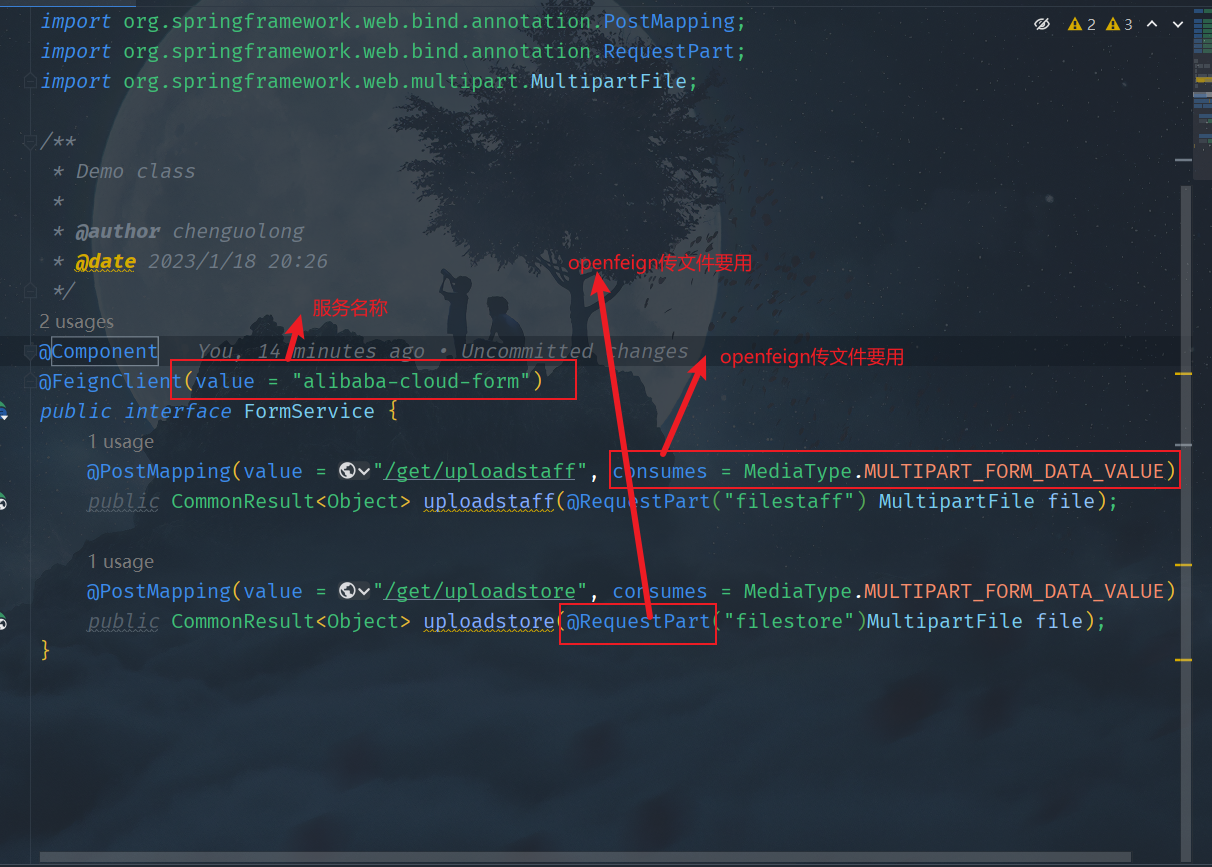 import org.springframework.web.bind.annotation.PostMapping;
2 3
import org.springframework.web.bind.annotation.RequestPart;
import org.springframework.web.multipart.MultipartFile;
/**
* Demo class
*
* @author chenguolong
* @date 2023/1/18 20:26
openfeign传文件要用
*/
服务名称
2 usages
@Component You, 14 minutes ago • Uncommitted changes
openfeign传文件要用
@FeignClient(value = "alibaba-cloud-form")
public interface FormService {
1 usage
@PostMapping(value = "/get/uploadstaff", consumes = MediaType.MULTIPART_FORM_DATA_VALUE)
public CommonResult<Object> uploadstaff(@RequestPart("filestaff") MultipartFile file);
1 usage
@PostMapping(value = "/get/uploadstore", consumes = MediaType.MULTIPART_FORM_DATA_VALUE)
public CommonResult<Object> uploadstore(@RequestPart("filestore")MultipartFile file);
}